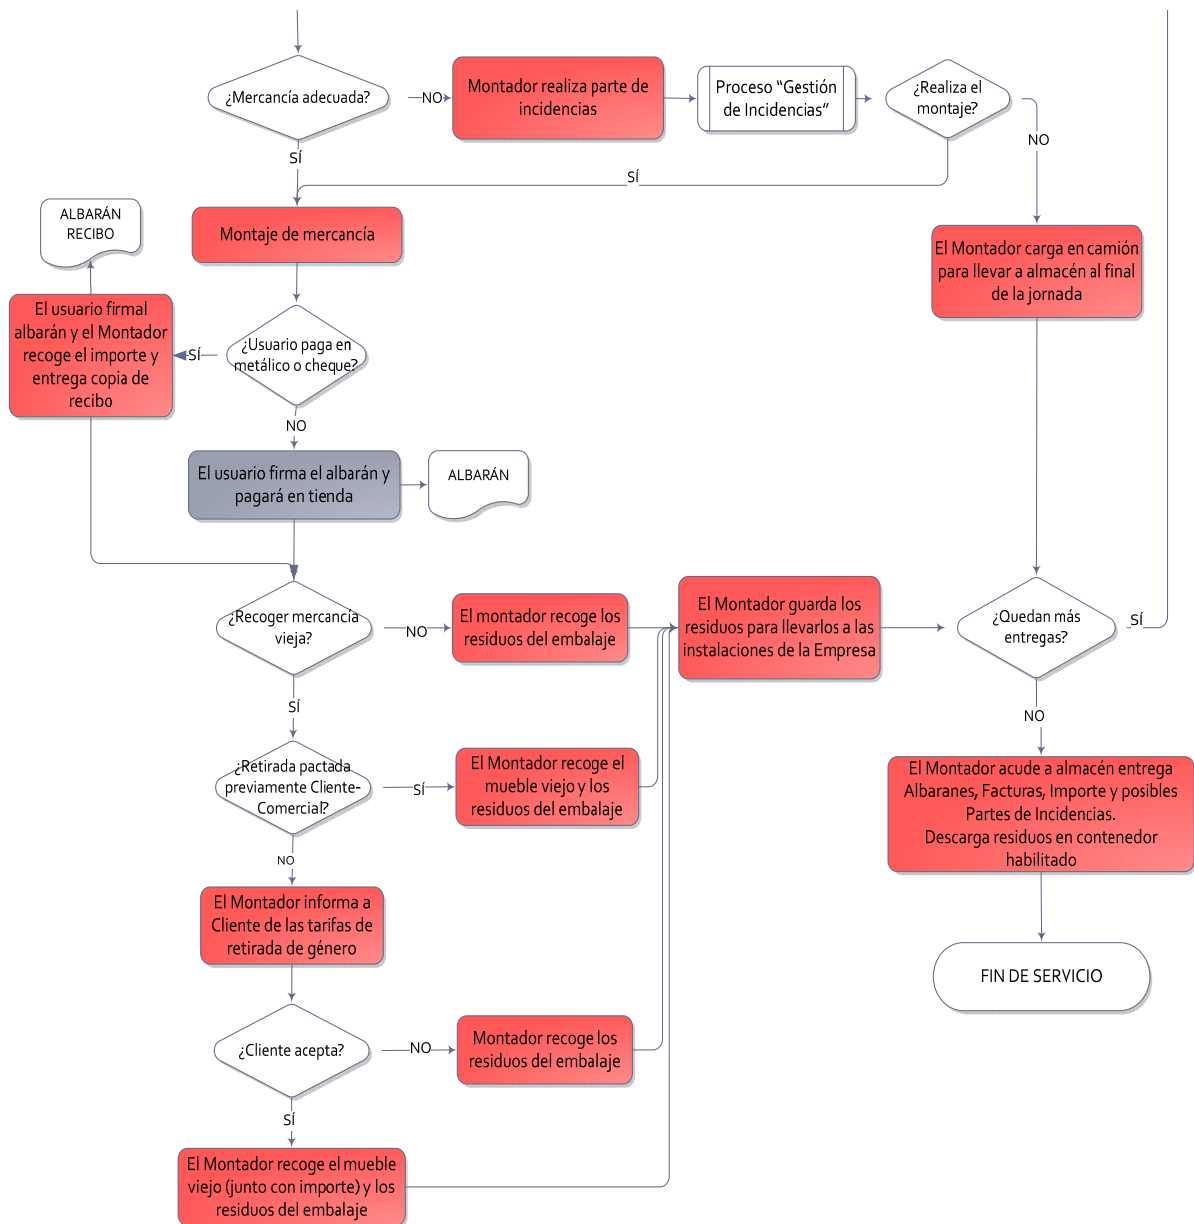 ¿Mercancía adecuada?
NO
Montador realiza parte de
incidencias
Proceso “Gestión
de Incidencias”
¿Realiza el
montaje?
NO
SÍ
SÍ
ALBARÁN
RECIBO
Montaje de mercancía
El Montador carga en camión
para llevar a almacén al final
de la jornada
El usuario firmal
albarán y el Montador
recoge el importe y
entrega copia de
recibo
SÍ
¿Usuario paga en
metálico o cheque?
NO
El usuario firma el albarán y
pagará en tienda
ALBARÁN
¿Recoger mercancía
vieja?
NO
El montador recoge los
residuos del embalaje
El Montador guarda los
residuos para llevarlos a las
instalaciones de la Empresa
¿Quedan más
entregas?
SÍ
SÍ
NO
¿Retirada pactada
previamente Cliente-
Comercial?
SÍ
El Montador recoge el
mueble viejo y los
residuos del embalaje
El Montador acude a almacén entrega
Albaranes, Facturas, Importe y posibles
Partes de Incidencias.
Descarga residuos en contenedor
habilitado
NO
El Montador informa a
Cliente de las tarifas de
retirada de género
FIN DE SERVICIO
¿Cliente acepta?
NO
Montador recoge los
residuos del embalaje
SÍ
El Montador recoge el mueble
viejo (junto con importe) y los
residuos del embalaje